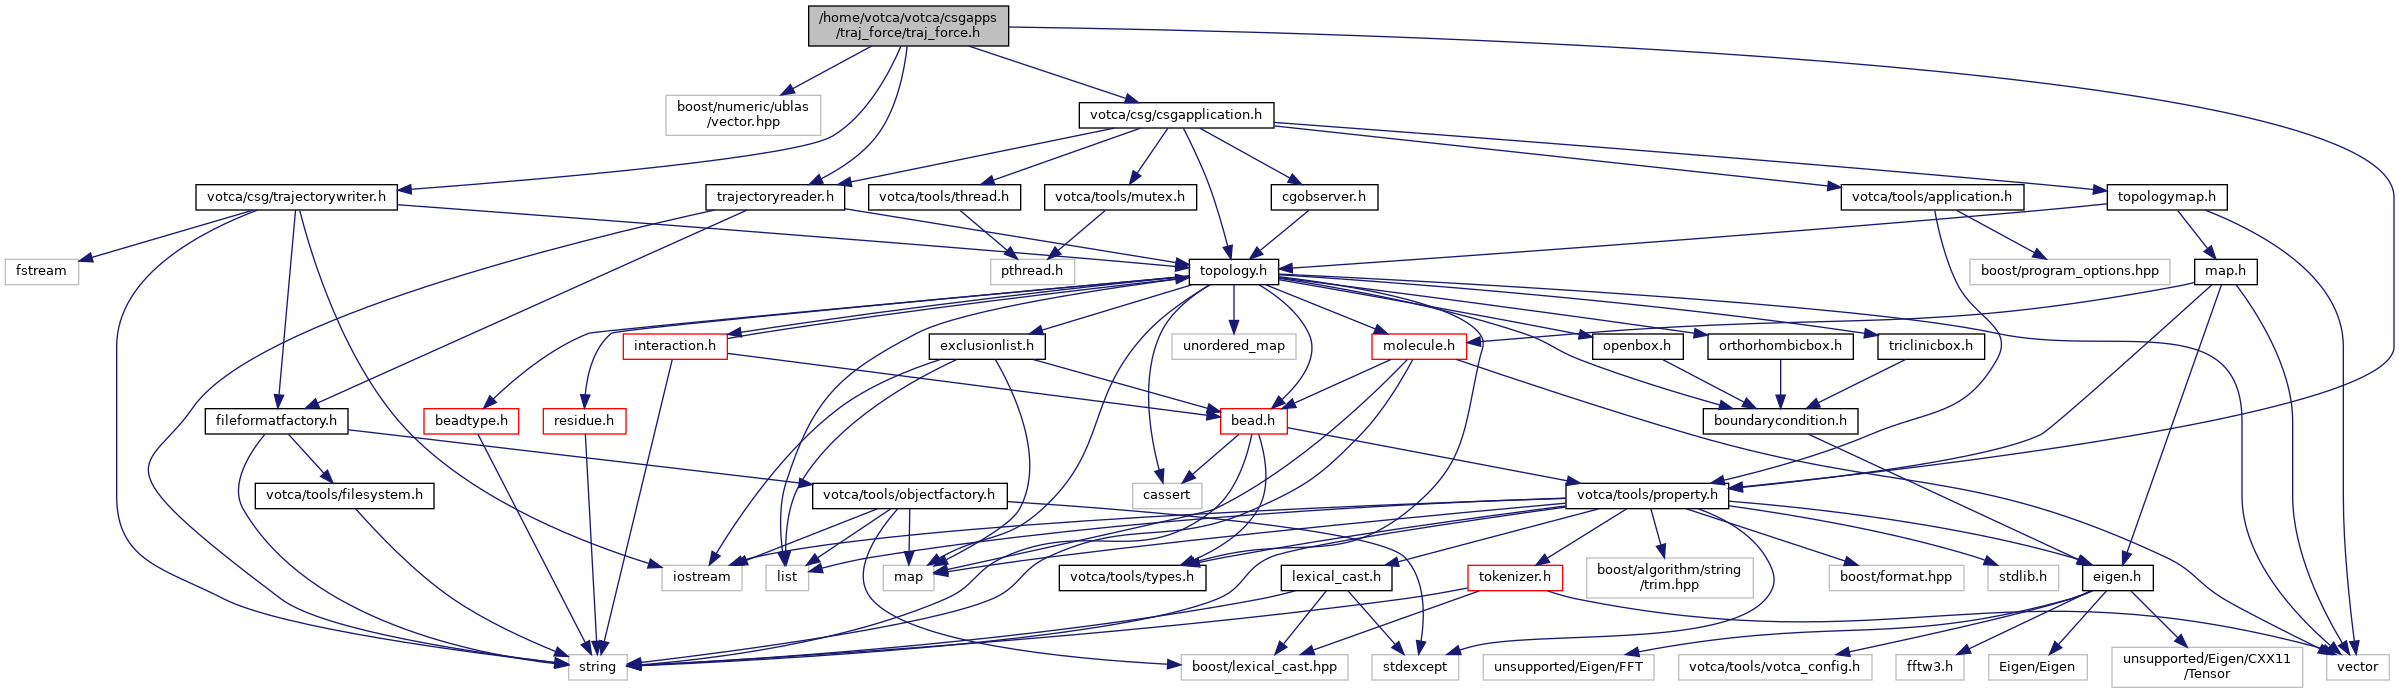 /home/votca/votca/csgapps
/traj_force/traj_force.h
boost/numeric/ublas
/vector.hpp
votca/csg/csgapplication.h
votca/csg/trajectorywriter.h
trajectoryreader.h
votca/tools/thread.h
votca/tools/mutex.h
cgobserver.h
votca/tools/application.h
topologymap.h
fstream
pthread.h
topology.h
boost/program_options.hpp
map.h
interaction.h
exclusionlist.h
unordered_map
molecule.h
openbox.h
orthorhombicbox.h
triclinicbox.h
fileformatfactory.h
beadtype.h
residue.h
bead.h
boundarycondition.h
votca/tools/filesystem.h
votca/tools/objectfactory.h
cassert
votca/tools/property.h
iostream
list
map
votca/tools/types.h
lexical_cast.h
tokenizer.h
boost/algorithm/string
/trim.hpp
boost/format.hpp
stdlib.h
eigen.h
string
boost/lexical_cast.hpp
stdexcept
unsupported/Eigen/FFT
votca/tools/votca_config.h
fftw3.h
Eigen/Eigen
unsupported/Eigen/CXX11
/Tensor
vector